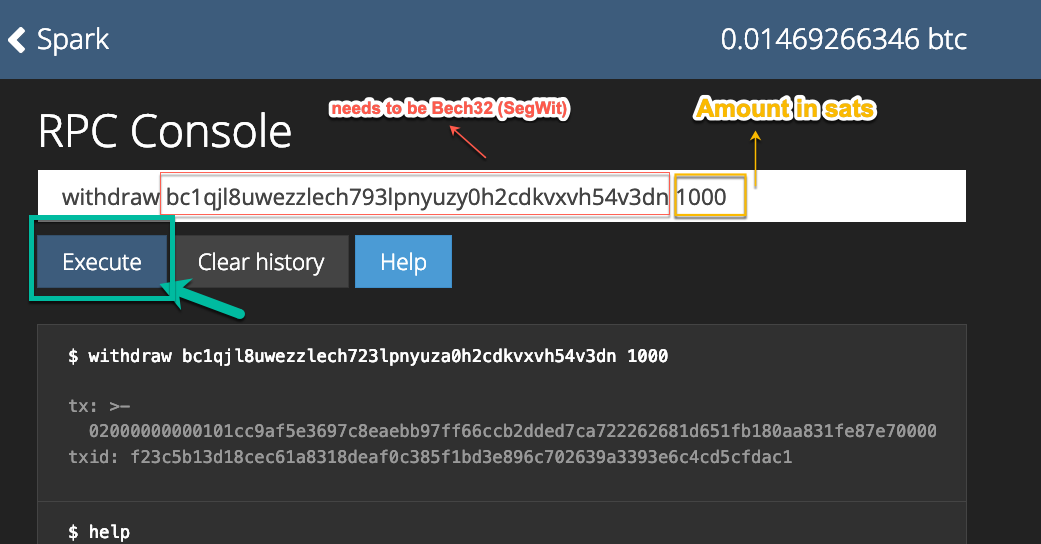 Spark
0.01469266346 btc
needs to be Bech32 (SegWit)
Amount in sats
RPC Console
withdraw bc1qjl8uwezzlech793lpnyuzy0h2cdkvxvh54v3dn 1000
Execute
Clear history
Help
$ withdraw bc1qjl8uwezzlech723lpnyuza0h2cdkvxvh54v3dn 1000
tx: >–
02000000000101cc9af5e3697c8eaebb97ff66ccb2dded7ca722262681d651fb180aa831fe87e70000
txid: f23c5b13d18cec61a8318deaf0c385f1bd3e896c702639a3393e6c4cd5cfdac1
$ help